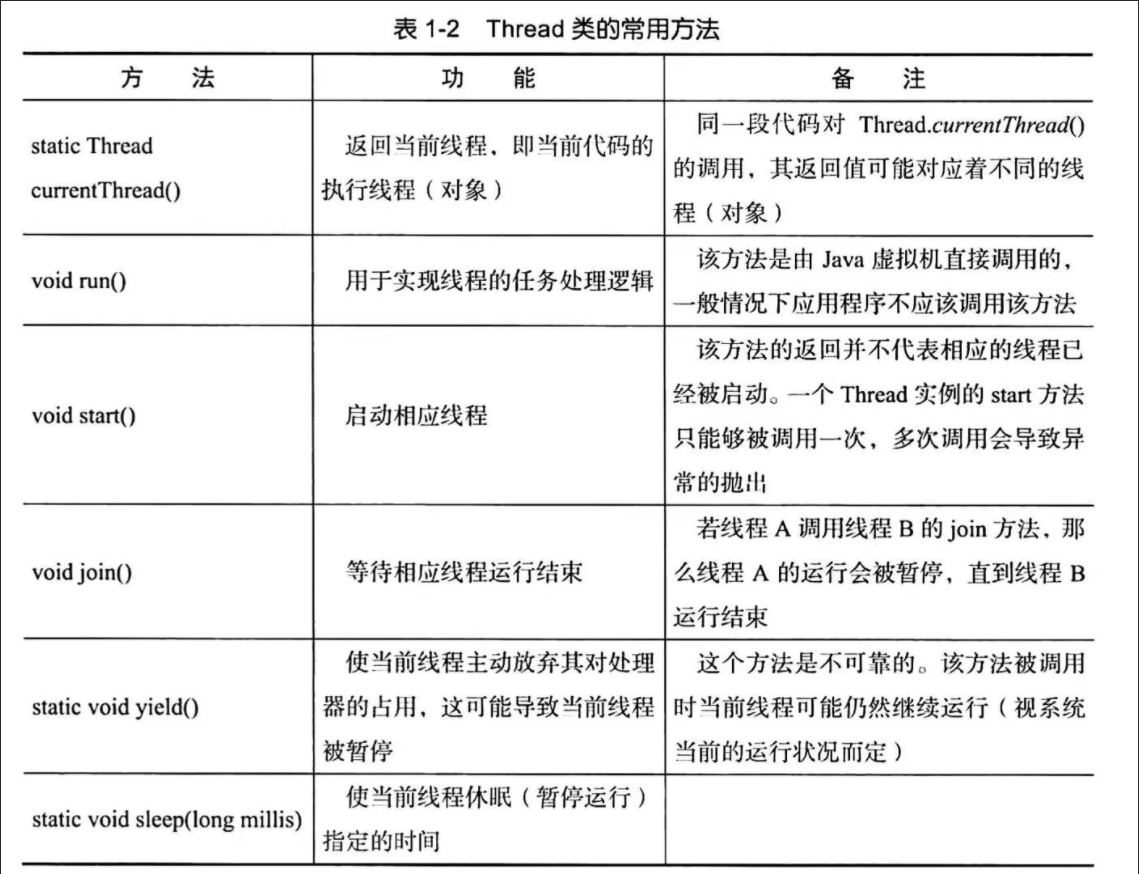 表 1-2 Thread 类的常用方法
方 法
功 能
备 注
static Thread
currentThread()
返回当前线程，即当前代码的
执行线程（对象）
同一段代码对 Thread.currentThread()
的调用，其返回值可能对应着不同的线
程（对象）
void run()
用于实现线程的任务处理逻辑
该方法是由 Java 虚拟机直接调用的，
一般情况下应用程序不应该调用该方法
void start()
启动相应线程
该方法的返回并不代表相应的线程已
经被启动。一个 Thread 实例的 start 方法
只能够被调用一次，多次调用会导致异
常的抛出
void join()
等待相应线程运行结束
若线程 A 调用线程 B 的 join 方法，那
么线程 A 的运行会被暂停，直到线程 B
运行结束
static void yield()
使当前线程主动放弃其对处理
器的占用，这可能导致当前线程
被暂停
这个方法是不可靠的。该方法被调用
时当前线程可能仍然继续运行（视系统
当前的运行状况而定）
static void sleep(long millis)
使当前线程休眠（暂停运行）
指定的时间